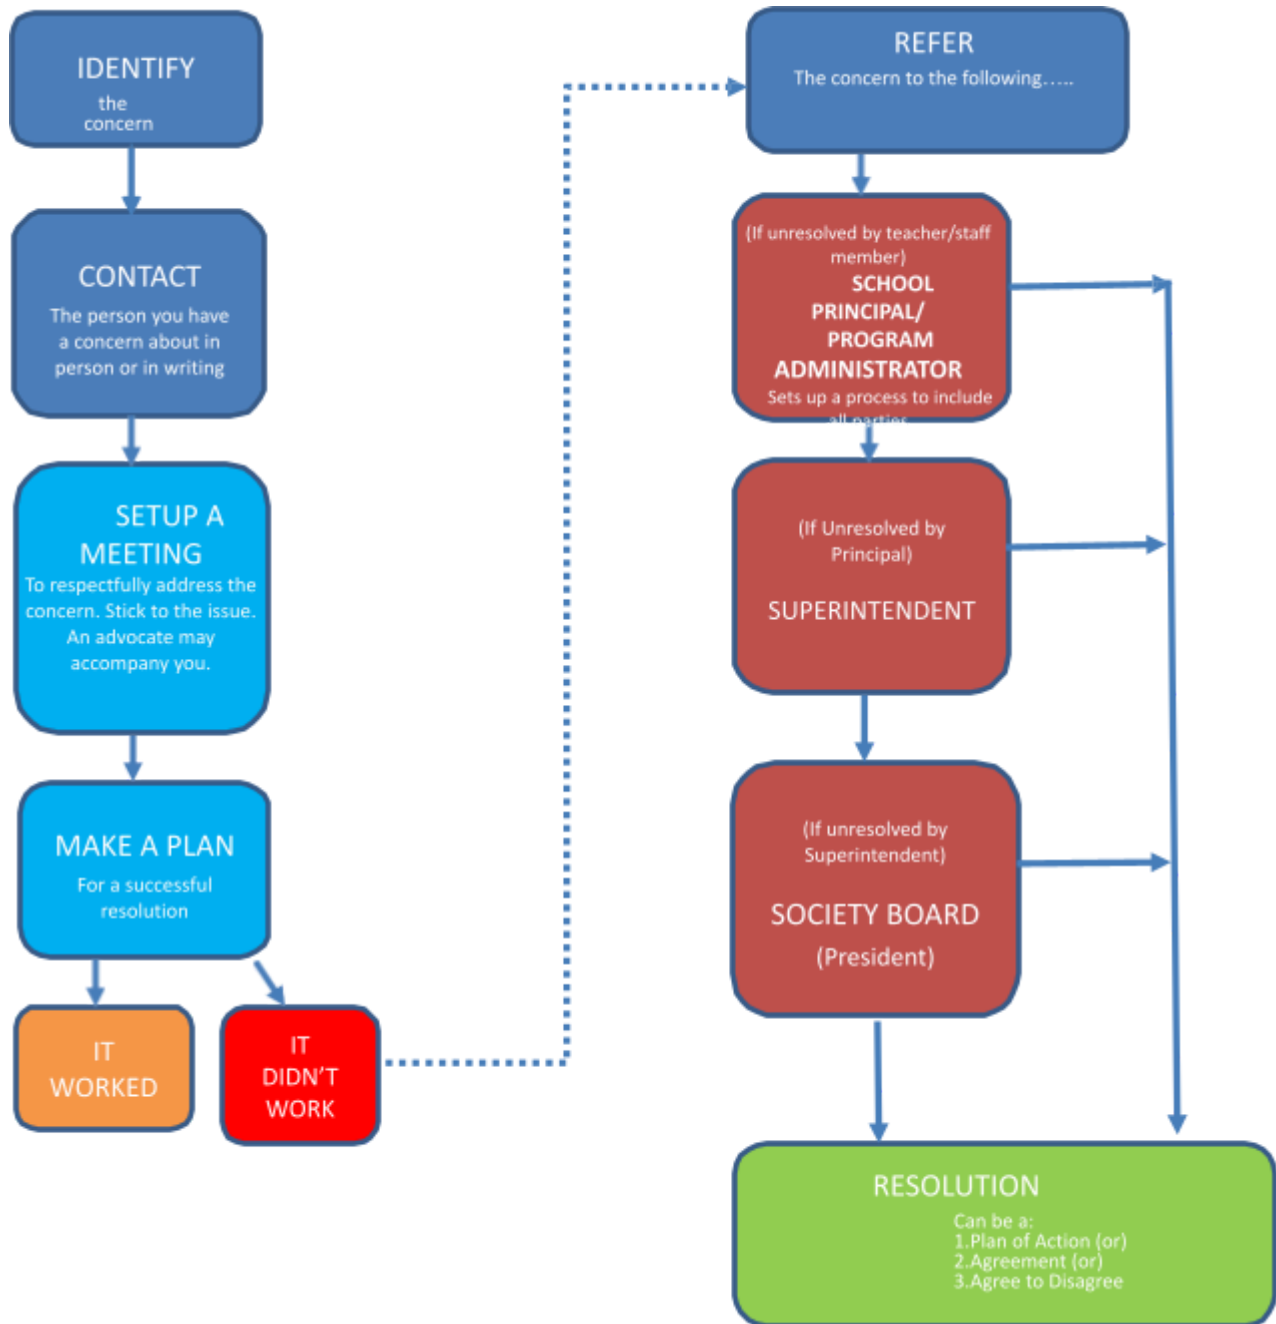 IDENTIFY
the
concern
CONTACT
The person you have
a concern about in
person or in writing
SETUP A
MEETING
To respectfully address the
concern. Stick to the issue.
An advocate may
accompany you.
MAKE A PLAN
For a successful
resolution
IT
WORKED
IT
DIDN'T
WORK
REFER
The concern to the following.....
(If unresolved by teacher/staff
member)
SCHOOL
PRINCIPAL/
PROGRAM
ADMINISTRATOR
Sets up a process to include
all parties
(If Unresolved by
Principal)
SUPERINTENDENT
(If unresolved by
Superintendent)
SOCIETY BOARD
(President)
RESOLUTION
Can be a:
1.Plan of Action (or)
2.Agreement (or)
3.Agree to Disagree